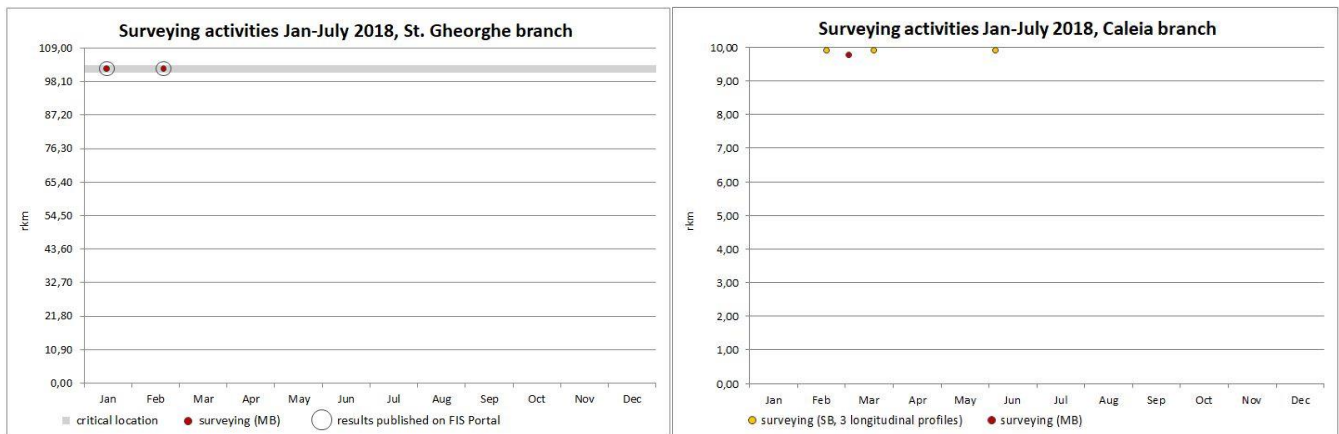 Surveying activities Jan-July 2018, St. Gheorghe branch
109,00
98,10
87,20
76,30
65,40
54,50
43,60
32,70
21,80
10,90
0,00
rkm
Jan Feb Mar Apr May Jun Jul Aug Sep Oct Nov Dec
critical location surveying (MB) results published on FIS Portal
Surveying activities Jan-July 2018, Caleia branch
10,00
9,00
8,00
7,00
6,00
5,00
4,00
3,00
2,00
1,00
0,00
rkm
Jan Feb Mar Apr May Jun Jul Aug Sep Oct Nov Dec
surveying (SB, 3 longitudinal profiles) surveying (MB)